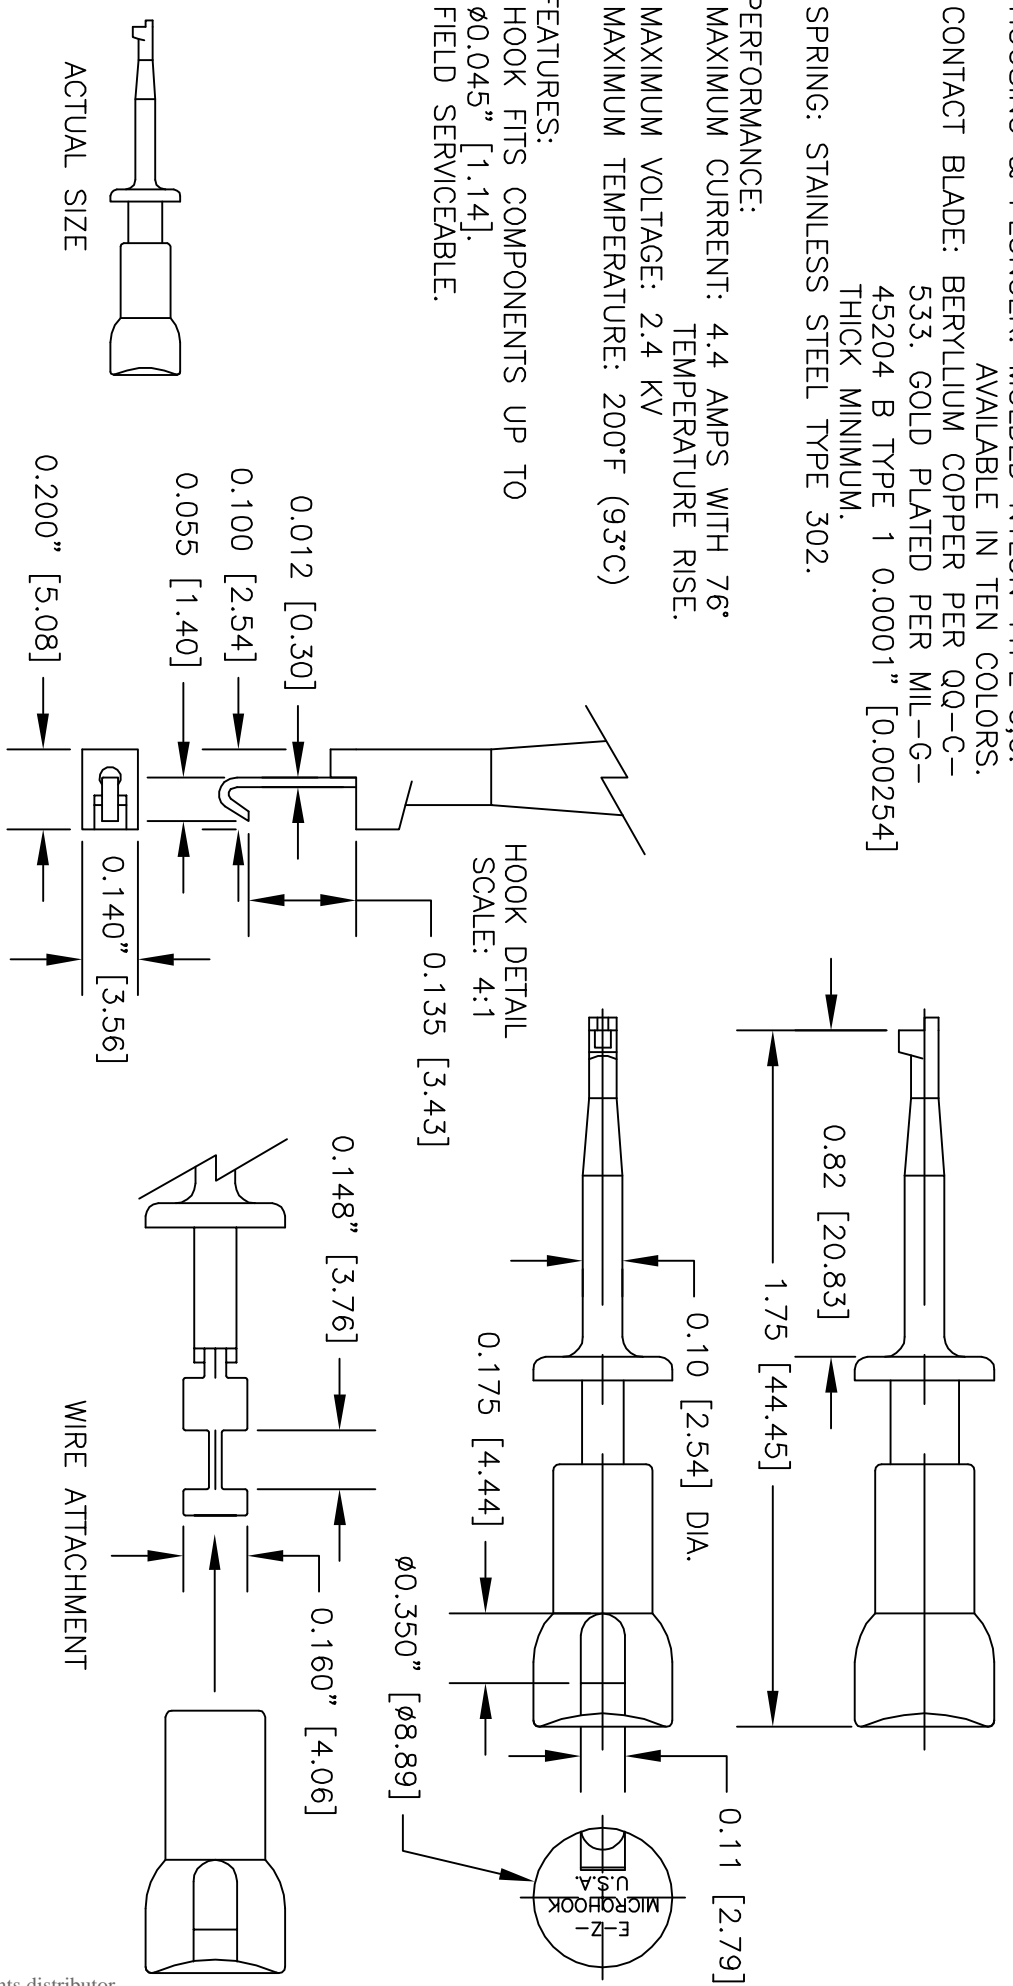 AVAILABLE IN TEN COLORS.
CONTACT BLADE: BERYLLIUM COPPER PER QQ-C-
533. GOLD PLATED PER MIL-G-
45204 B TYPE 1 0.0001" [0.00254]
THICK MINIMUM.
SPRING: STAINLESS STEEL TYPE 302.
PERFORMANCE:
MAXIMUM CURRENT: 4.4 AMPS WITH 76°
TEMPERATURE RISE.
MAXIMUM VOLTAGE: 2.4 KV
MAXIMUM TEMPERATURE: 200°F (93°C)
FEATURES:
HOOK FITS COMPONENTS UP TO
ø0.045" [1.14].
FIELD SERVICEABLE.
ACTUAL SIZE
0.012 [0.30]
0.100 [2.54]
0.055 [1.40]
0.200" [5.08]
0.140" [3.56]
0.135 [3.43]
HOOK DETAIL
SCALE: 4:1
0.82 [20.83]
1.75 [44.45]
0.10 [2.54] DIA.
0.175 [4.44]
0.11 [2.79]
ø0.350" [ø8.89]
E-Z-
MICROHOOK
U.S.A.
0.148" [3.76]
0.160" [4.06]
WIRE ATTACHMENT
distributor